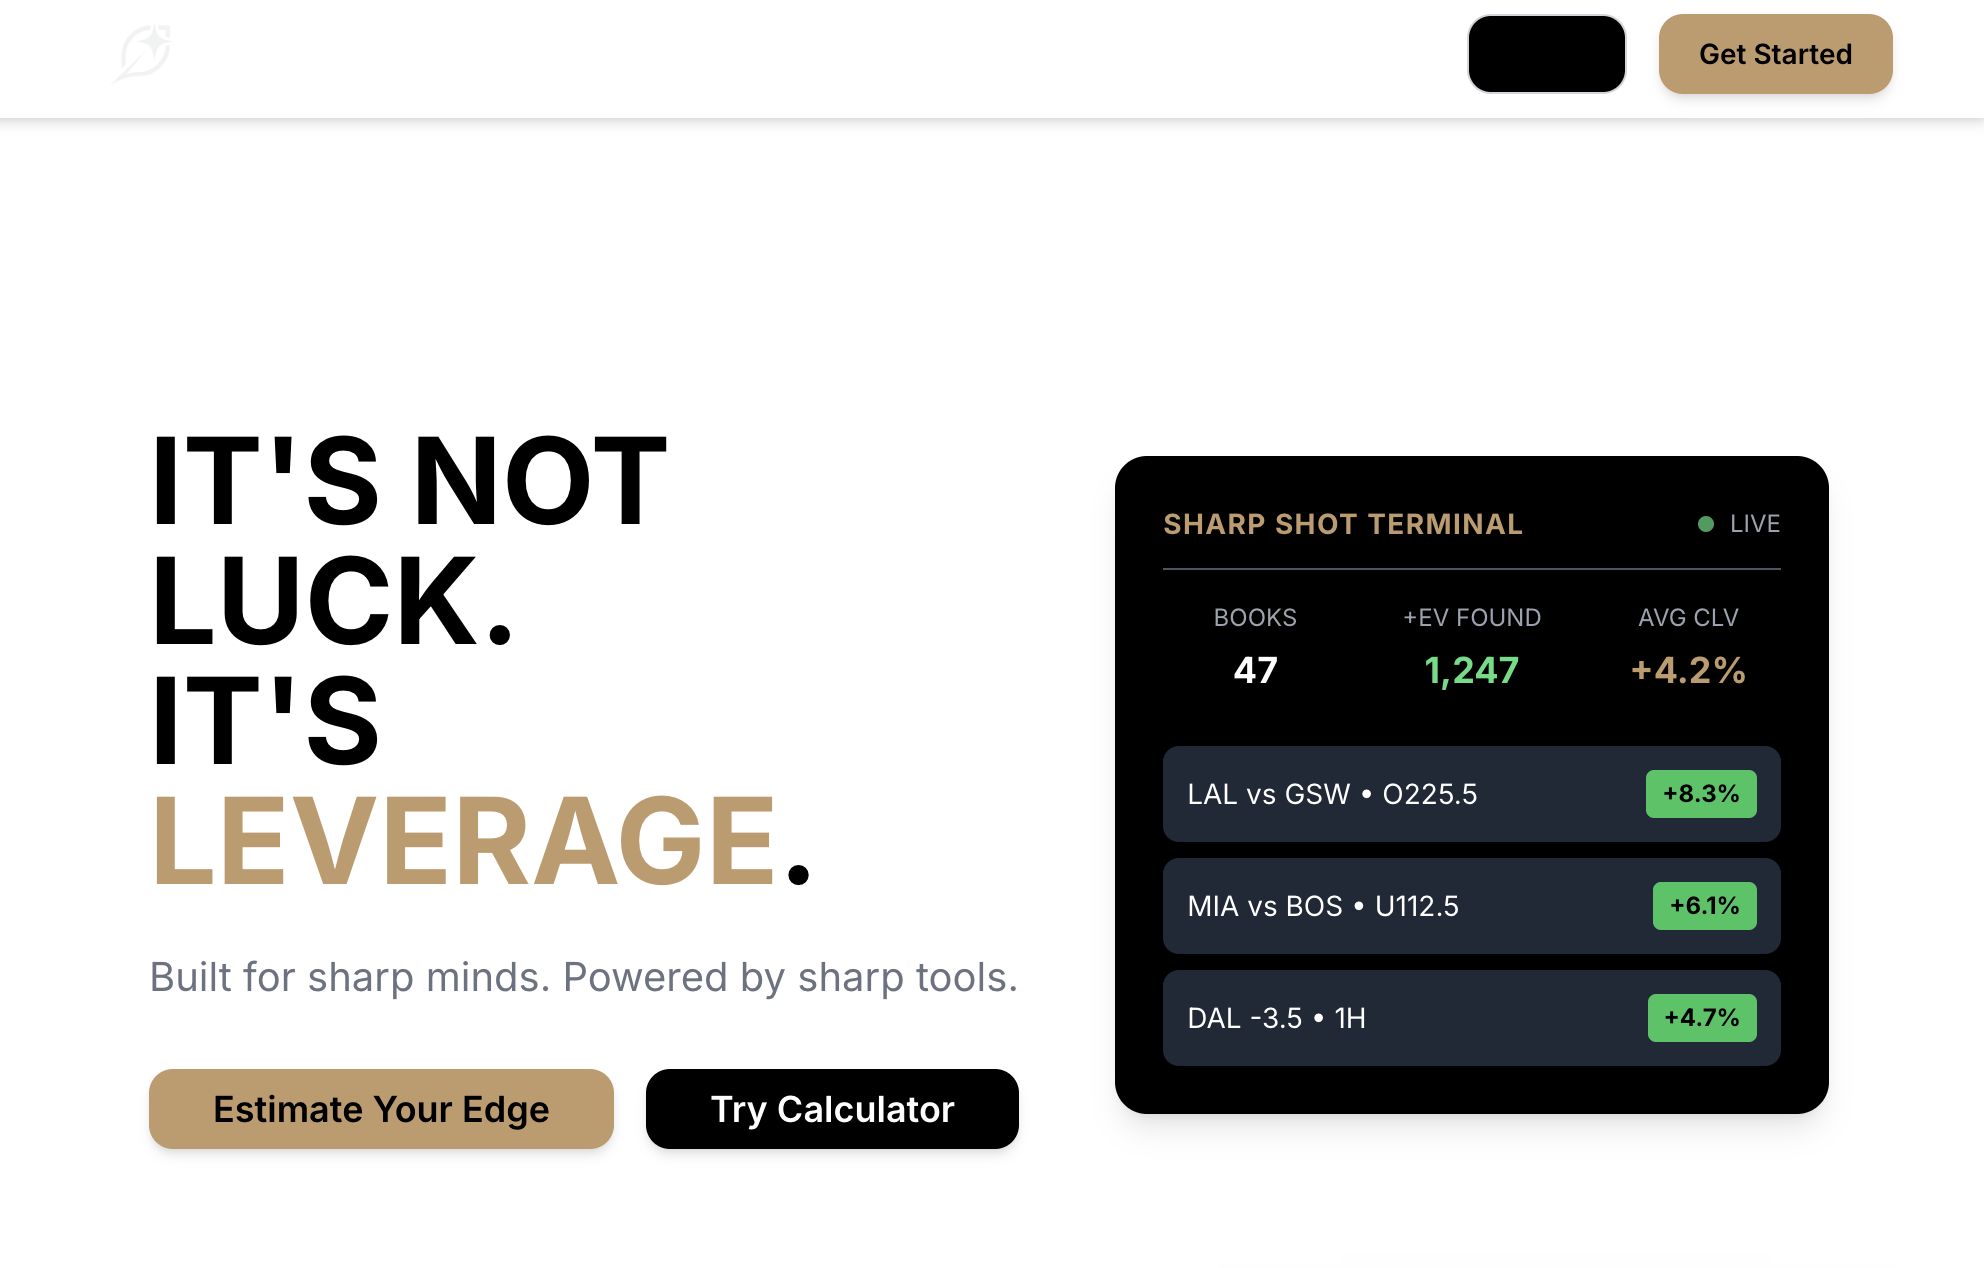 Get Started
IT'S NOT
LUCK.
IT'S
LEVERAGE.
Built for sharp minds. Powered by sharp tools.
Estimate Your Edge
Try Calculator
SHARP SHOT TERMINAL
LIVE
BOOKS
+EV FOUND
AVG CLV
47
1,247
+4.2%
LAL vs GSW • O225.5
+8.3%
MIA vs BOS • U112.5
+6.1%
DAL -3.5 • 1H
+4.7%